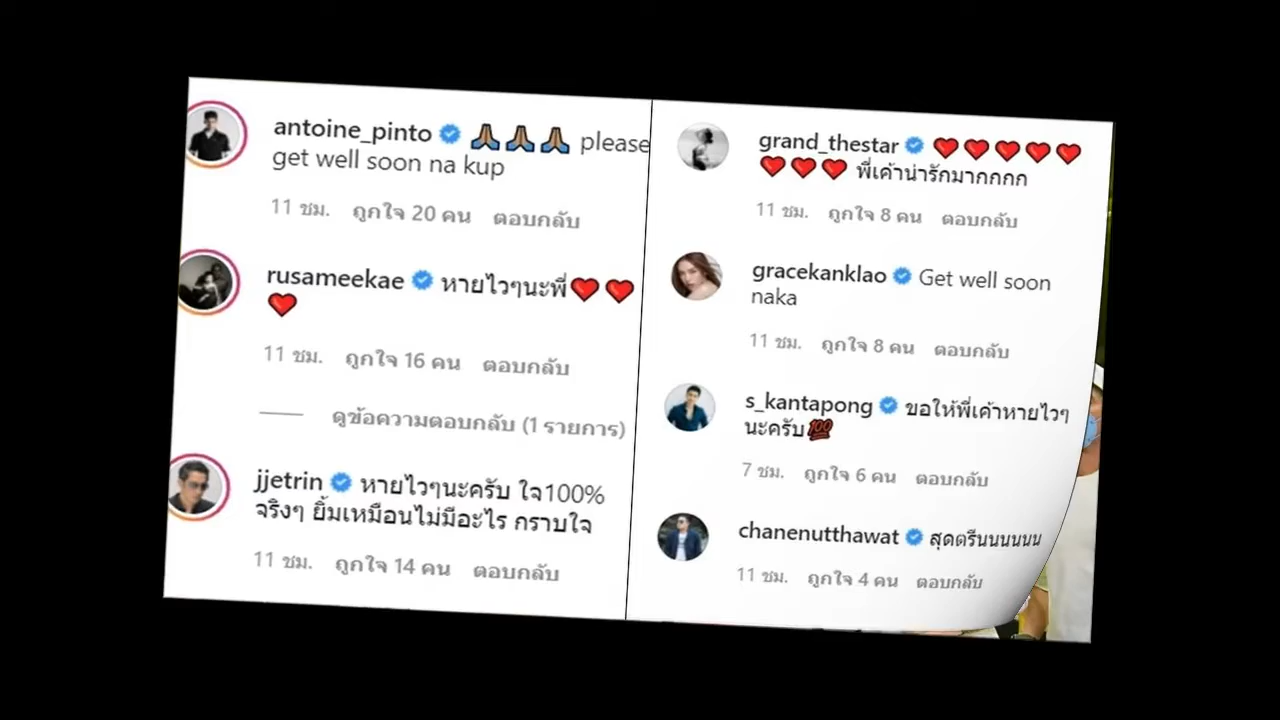 antoine_pinto 🙏🏽🙏🏽🙏🏽 please
get well soon na kup
11 ชม. ถูกใจ 20 คน ตอบกลับ
rusameekae หายไวๆนะพี่❤️❤️
❤️
11 ชม. ถูกใจ 16 คน ตอบกลับ
ดูข้อความตอบกลับ (1 รายการ)
jjetrin หายไวๆนะครับ ใจ100%
จริงๆ ยิ้มเหมือนไม่มีอะไร กราบใจ
11 ชม. ถูกใจ 14 คน ตอบกลับ
grand_thestar ❤️❤️❤️❤️❤️
❤️❤️❤️ พี่เค้าน่ารักมากกกก
11 ชม. ถูกใจ 8 คน ตอบกลับ
gracekanklao Get well soon
naka
11 ชม. ถูกใจ 8 คน ตอบกลับ
s_kantapong ขอให้พี่เค้าหายไวๆ
นะครับ💯
7 ชม. ถูกใจ 6 คน ตอบกลับ
chanenutthawat สุดตรีนนนนนน
11 ชม. ถูกใจ 4 คน ตอบกลับ